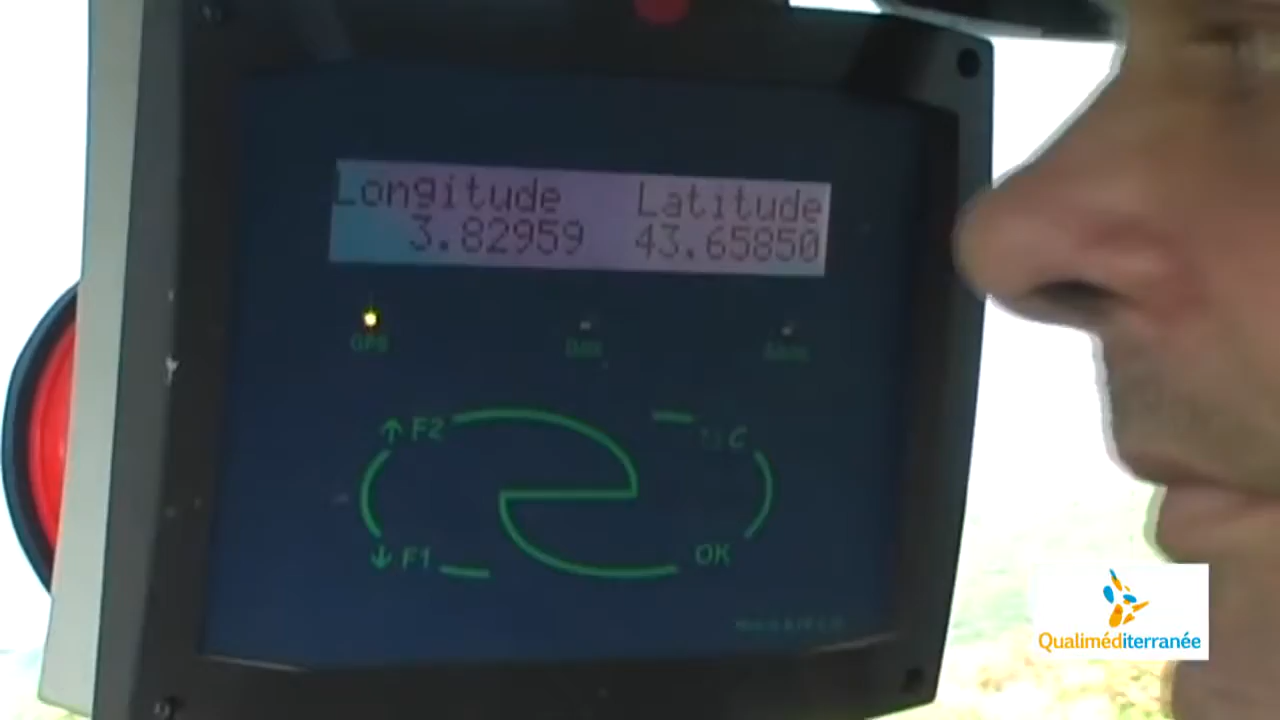 Longitude Latitude
3.82959 43.65850
GPS
↑ F2
C
↓ F1
OK
Qualiméditerranée